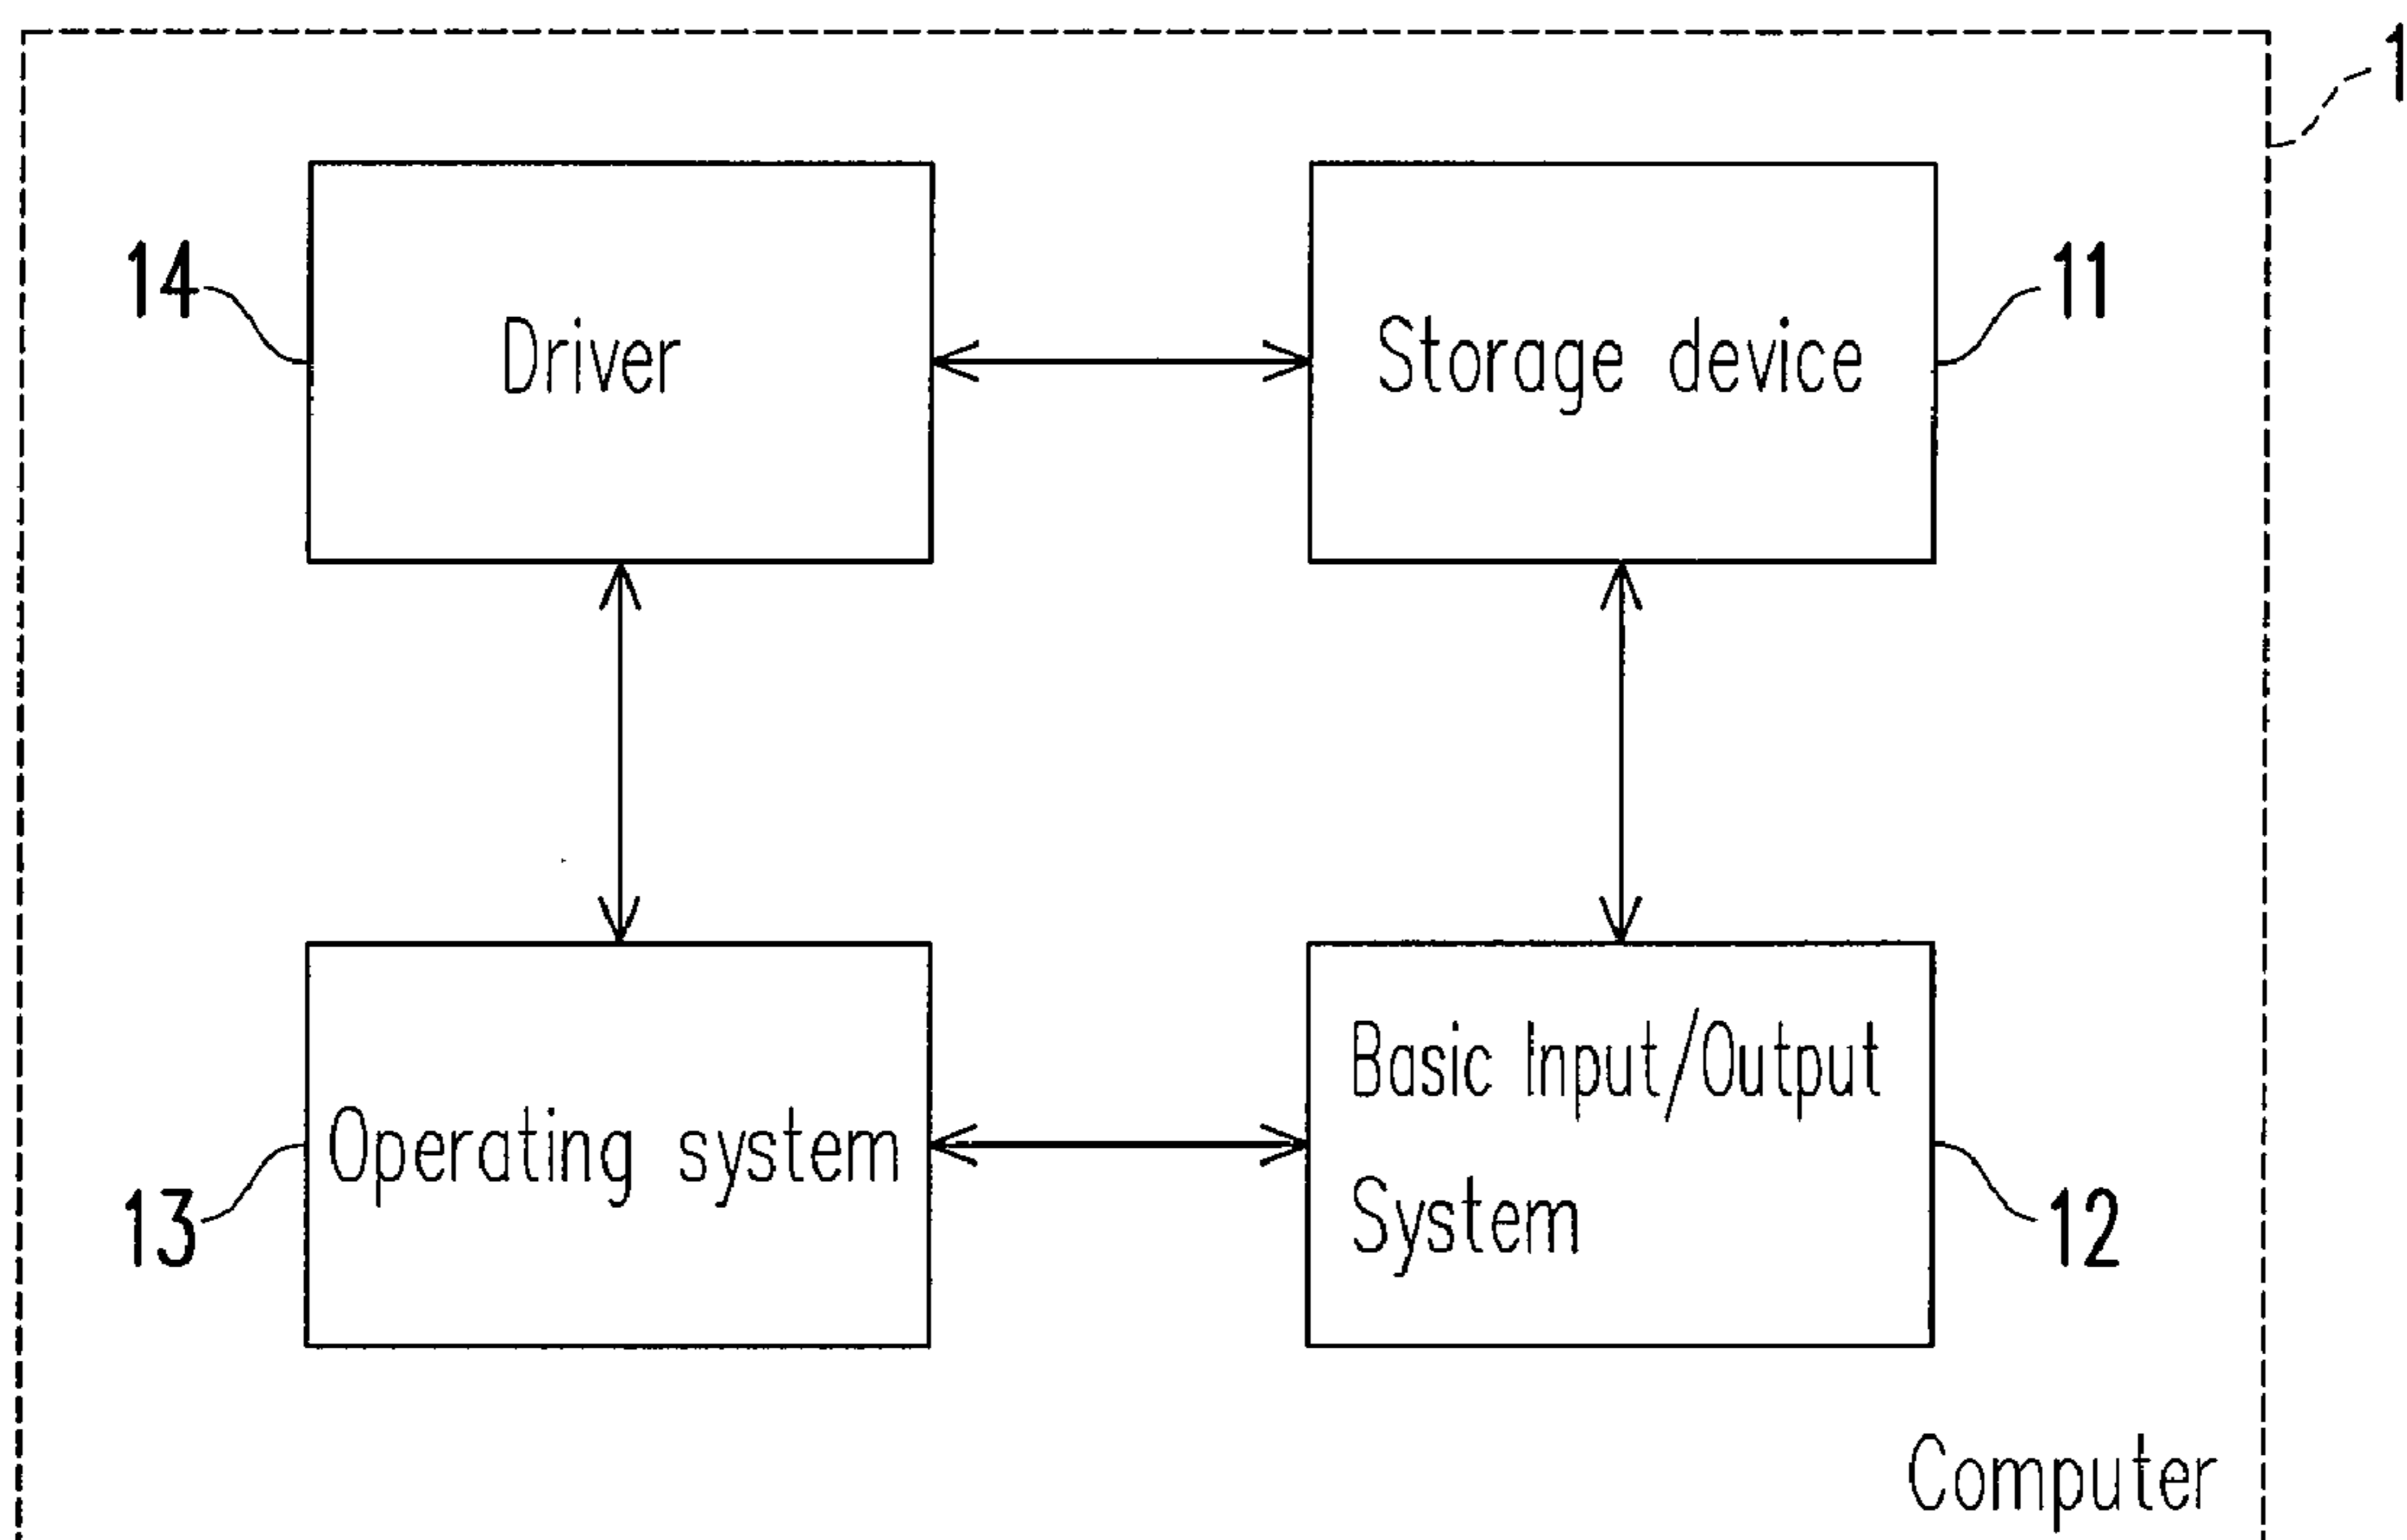 1
14
Driver
Storage device
11
Operating system
13
Basic Input/Output
System
12
Computer